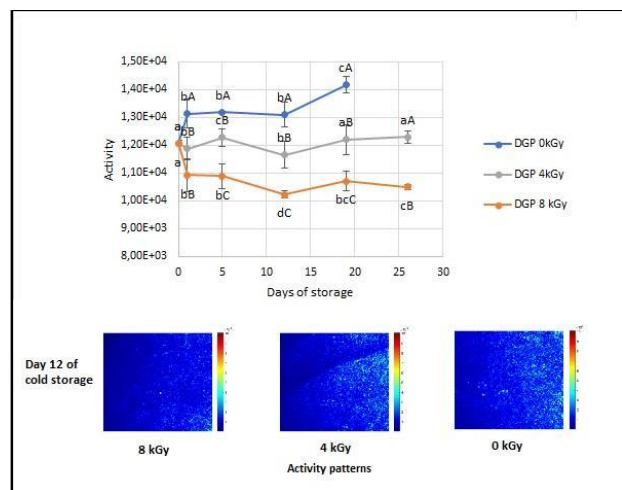 1,50E+04
1,40E+04
1,30E+04
1,20E+04
1,10E+04
1,00E+04
9,00E+03
8,00E+03
Activity
cA
bA bA bA
a bB cB bB aB aA
a bB bC dC bcC cB
0 5 10 15 20 25 30
Days of storage
DGP 0kGy
DGP 4kGy
DGP 8 kGy
Day 12 of
cold storage
8 kGy 4 kGy 0 kGy
Activity patterns